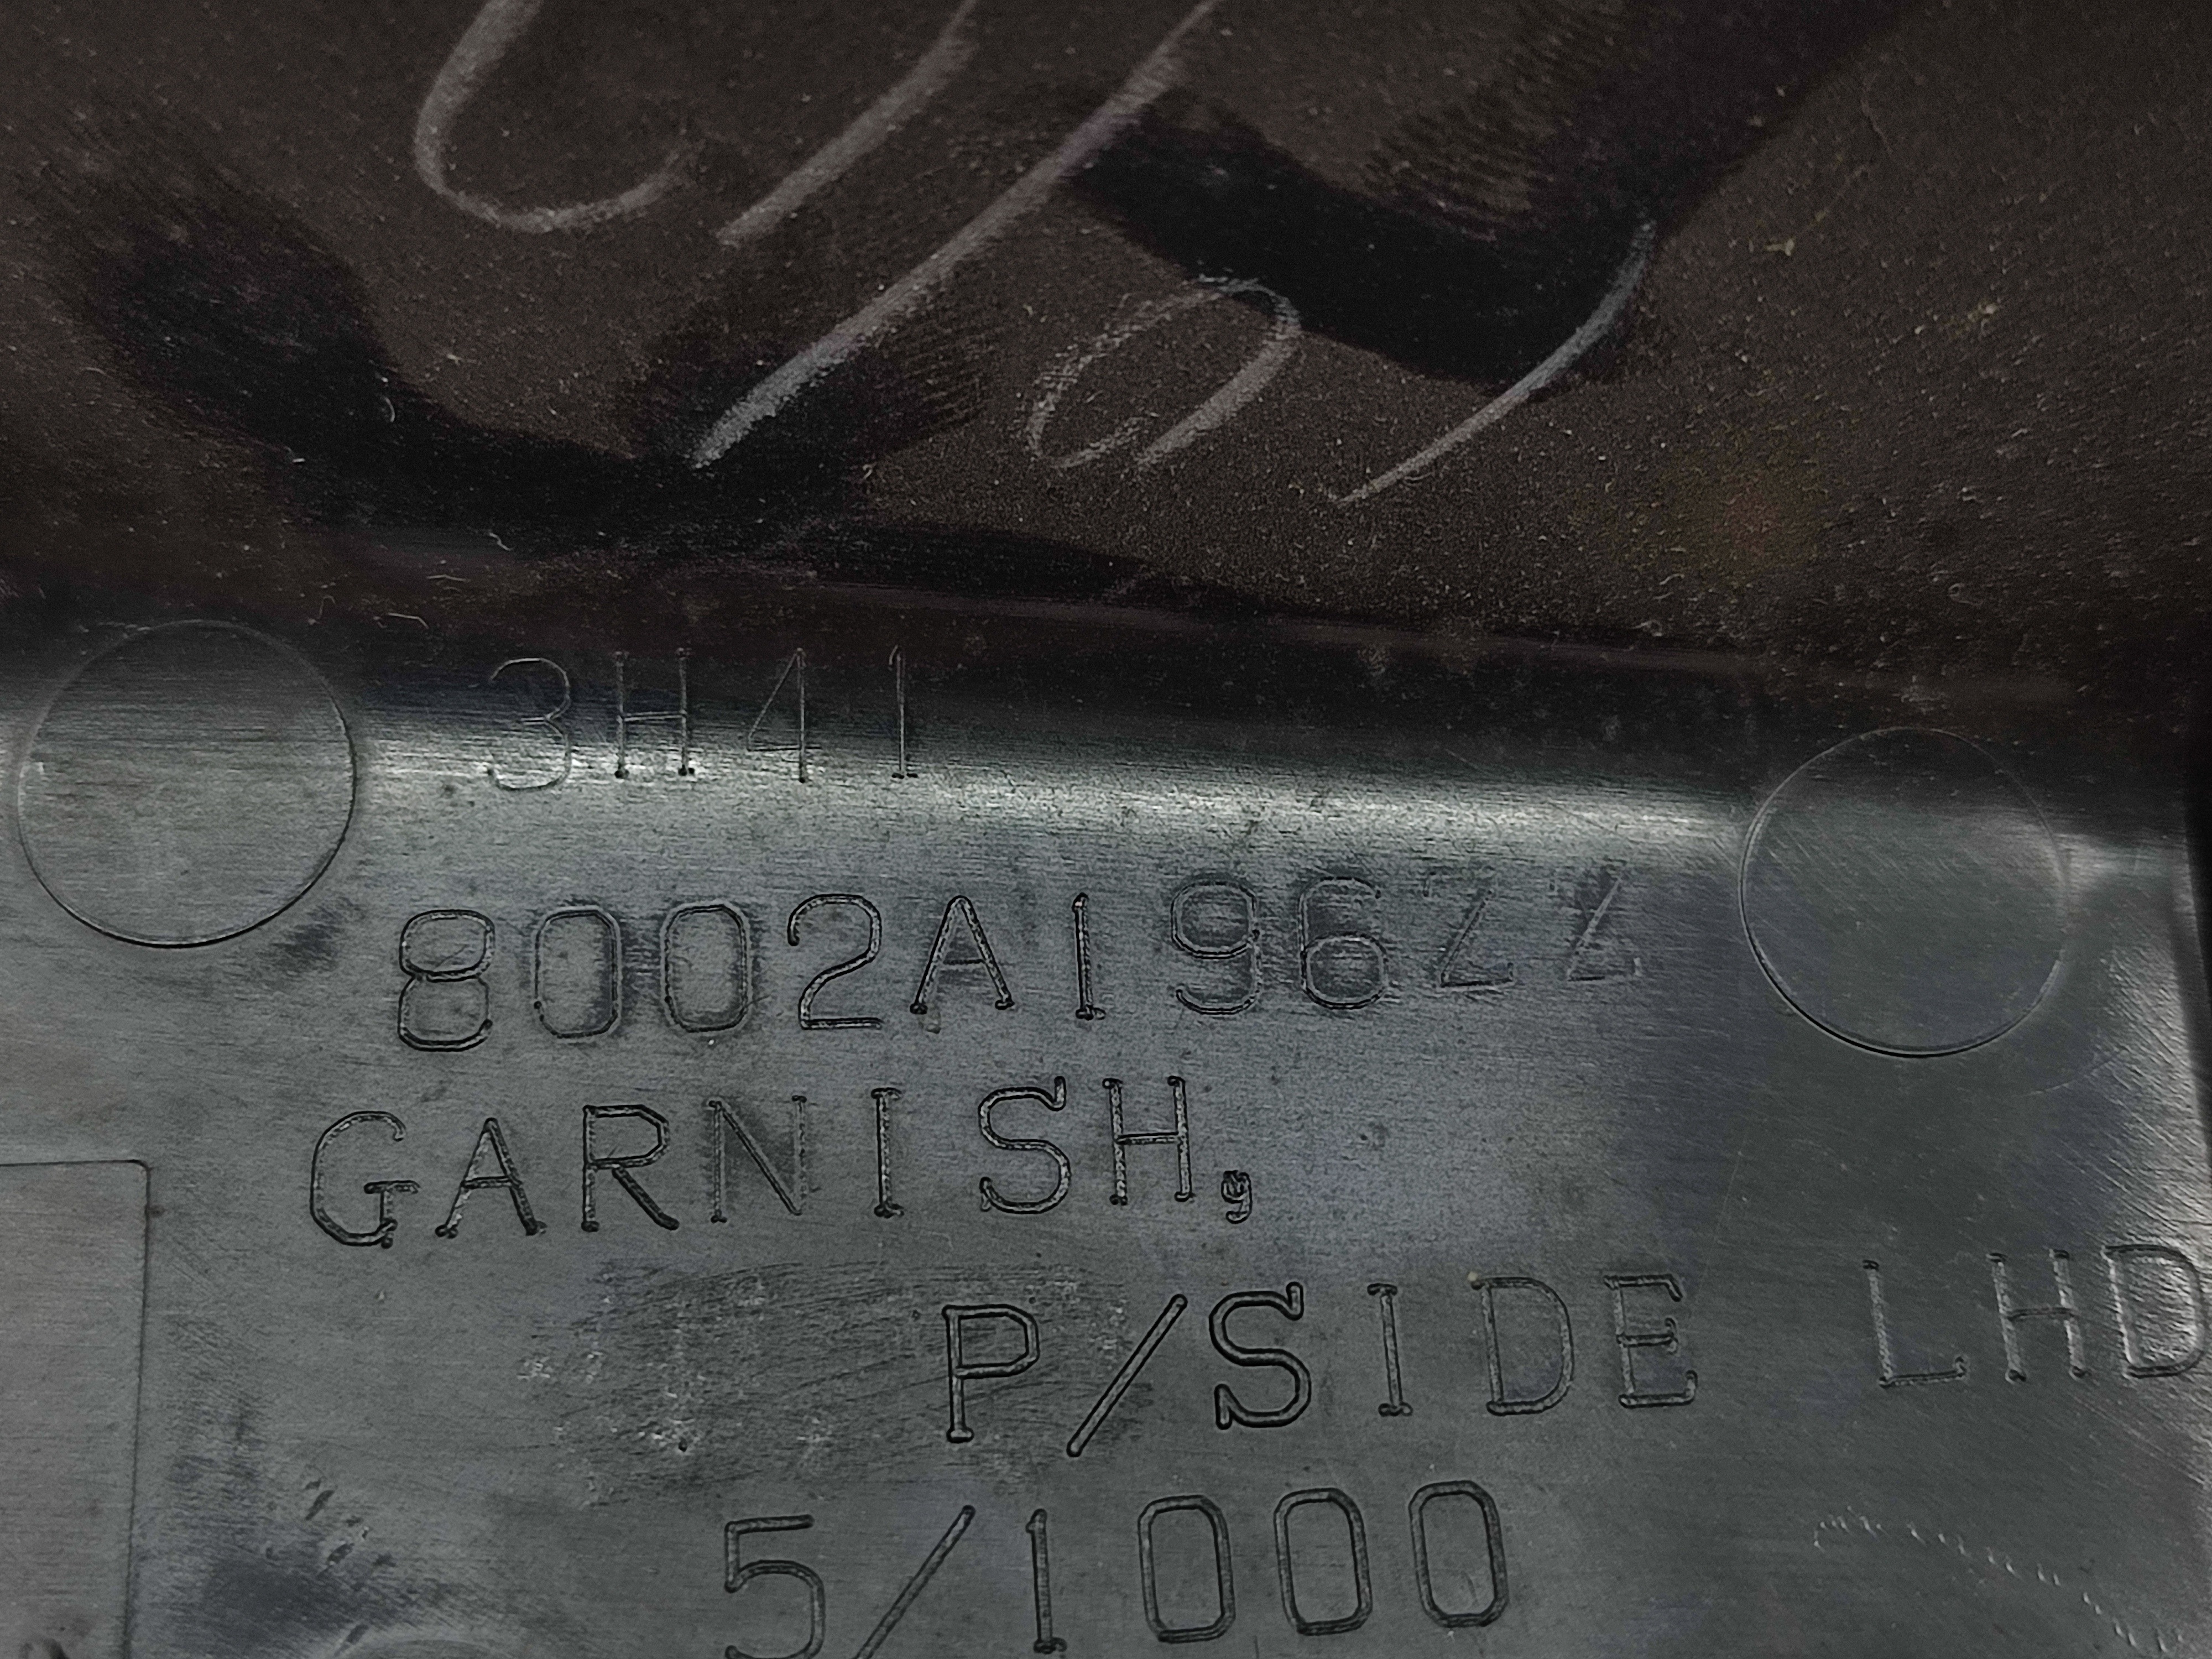 3H41
8002A196ZZ
GARNISH,
P/SIDE LHD
5/1000